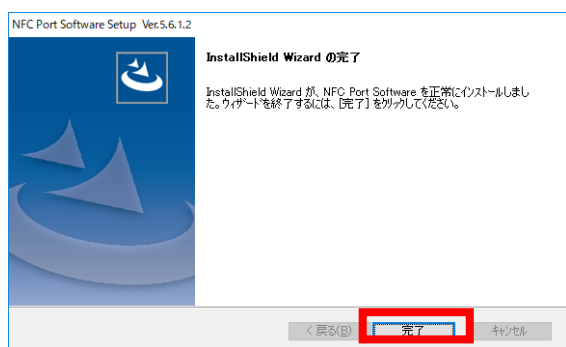 NFC Port Software Setup Ver.5.6.1.2
InstallShield Wizard の完了
InstallShield Wizard が、NFC Port Software を正常にインストールしまし
た。ウィザードを終了するには、[完了] をクリックしてください。
< 戻る(B) 完了 キャンセル